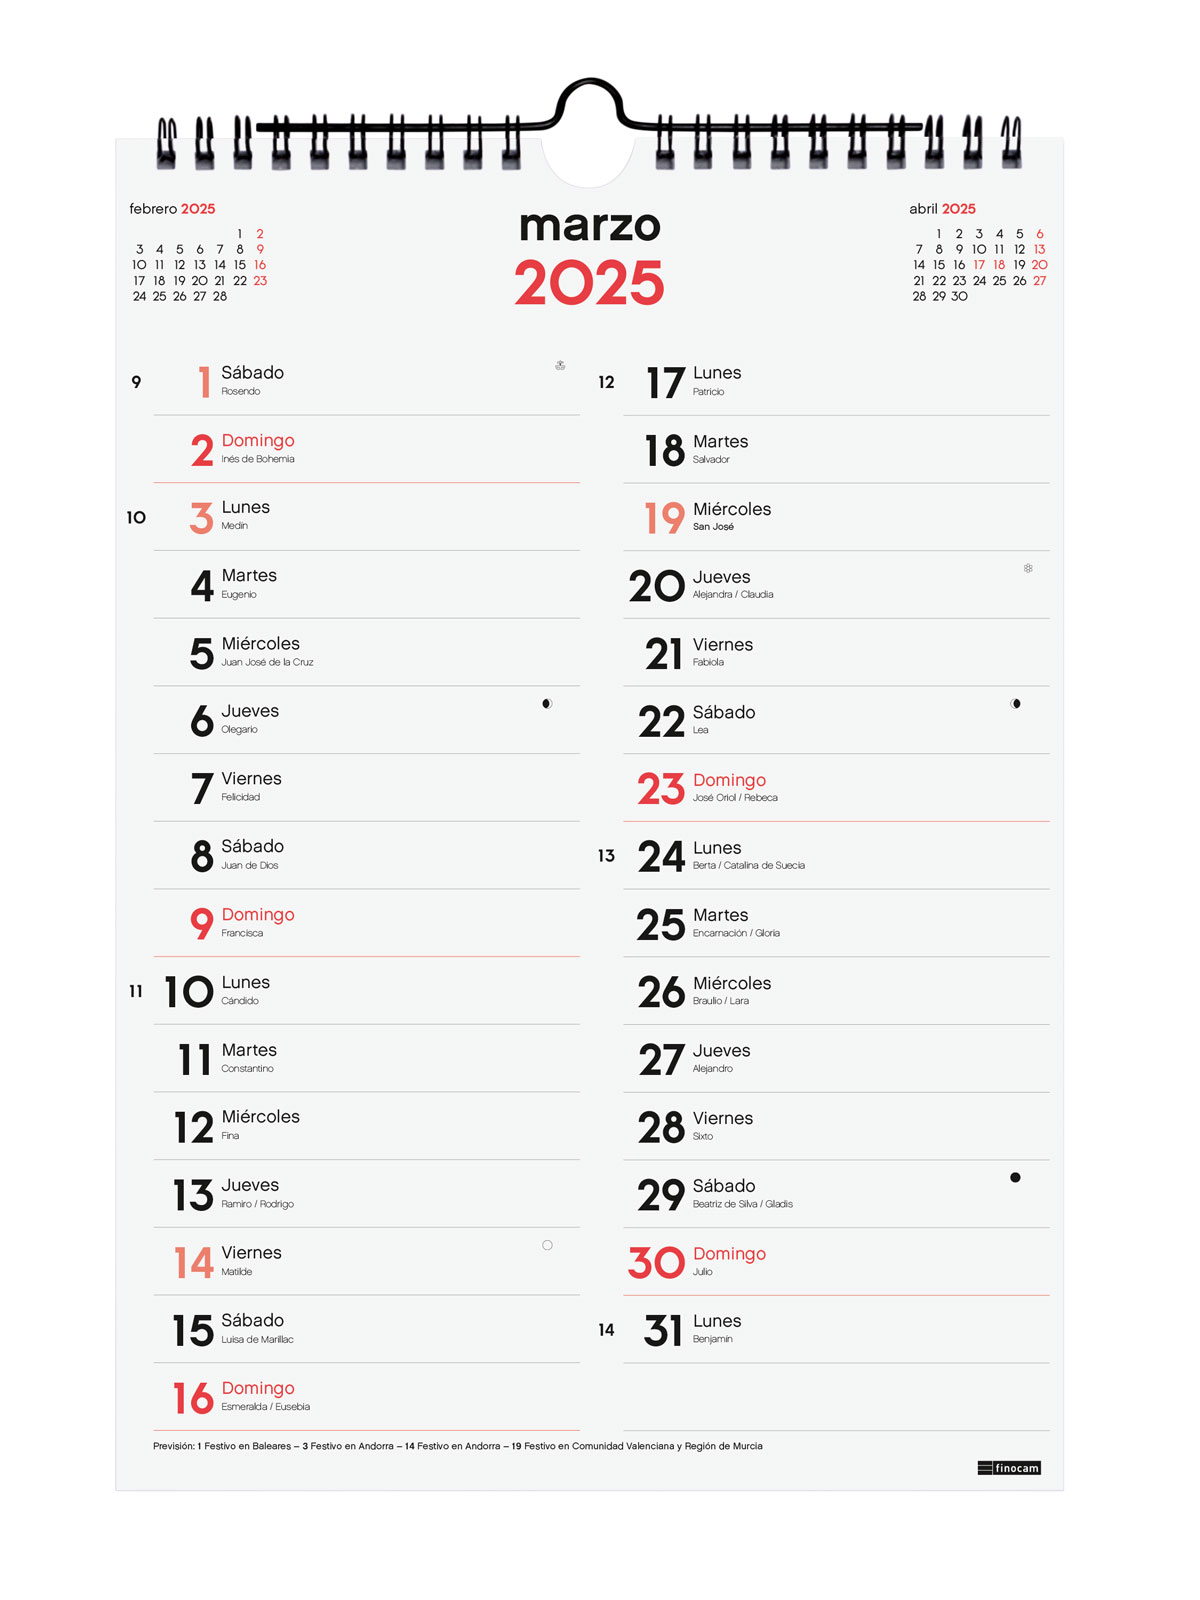 febrero 2025
1 2
3 4 5 6 7 8 9
10 11 12 13 14 15 16
17 18 19 20 21 22 23
24 25 26 27 28
marzo
2025
abril 2025
1 2 3 4 5 6
7 8 9 10 11 12 13
14 15 16 17 18 19 20
21 22 23 24 25 26 27
28 29 30
9 1 Sábado
Rosendo
2 Domingo
Inés de Bohemia
10 3 Lunes
Medín
4 Martes
Eugenio
5 Miércoles
Juan José de la Cruz
6 Jueves
Olegario
7 Viernes
Felicidad
8 Sábado
Juan de Dios
9 Domingo
Francisca
11 10 Lunes
Cándido
11 Martes
Constantino
12 Miércoles
Fina
13 Jueves
Ramiro / Rodrigo
14 Viernes
Matilde
15 Sábado
Luisa de Marillac
16 Domingo
Esmeralda / Eusebia
12 17 Lunes
Patricio
18 Martes
Salvador
19 Miércoles
San José
20 Jueves
Alejandra / Claudia
21 Viernes
Fabiola
22 Sábado
Lea
23 Domingo
José Oriol / Rebeca
13 24 Lunes
Berta / Catalina de Suecia
25 Martes
Encarnación / Gloria
26 Miércoles
Braulio / Lara
27 Jueves
Alejandro
28 Viernes
Sixto
29 Sábado
Beatriz de Silva / Gladis
30 Domingo
Julio
14 31 Lunes
Benjamín
Previsión: 1 Festivo en Baleares – 3 Festivo en Andorra – 14 Festivo en Andorra – 19 Festivo en Comunidad Valenciana y Región de Murcia
finocam